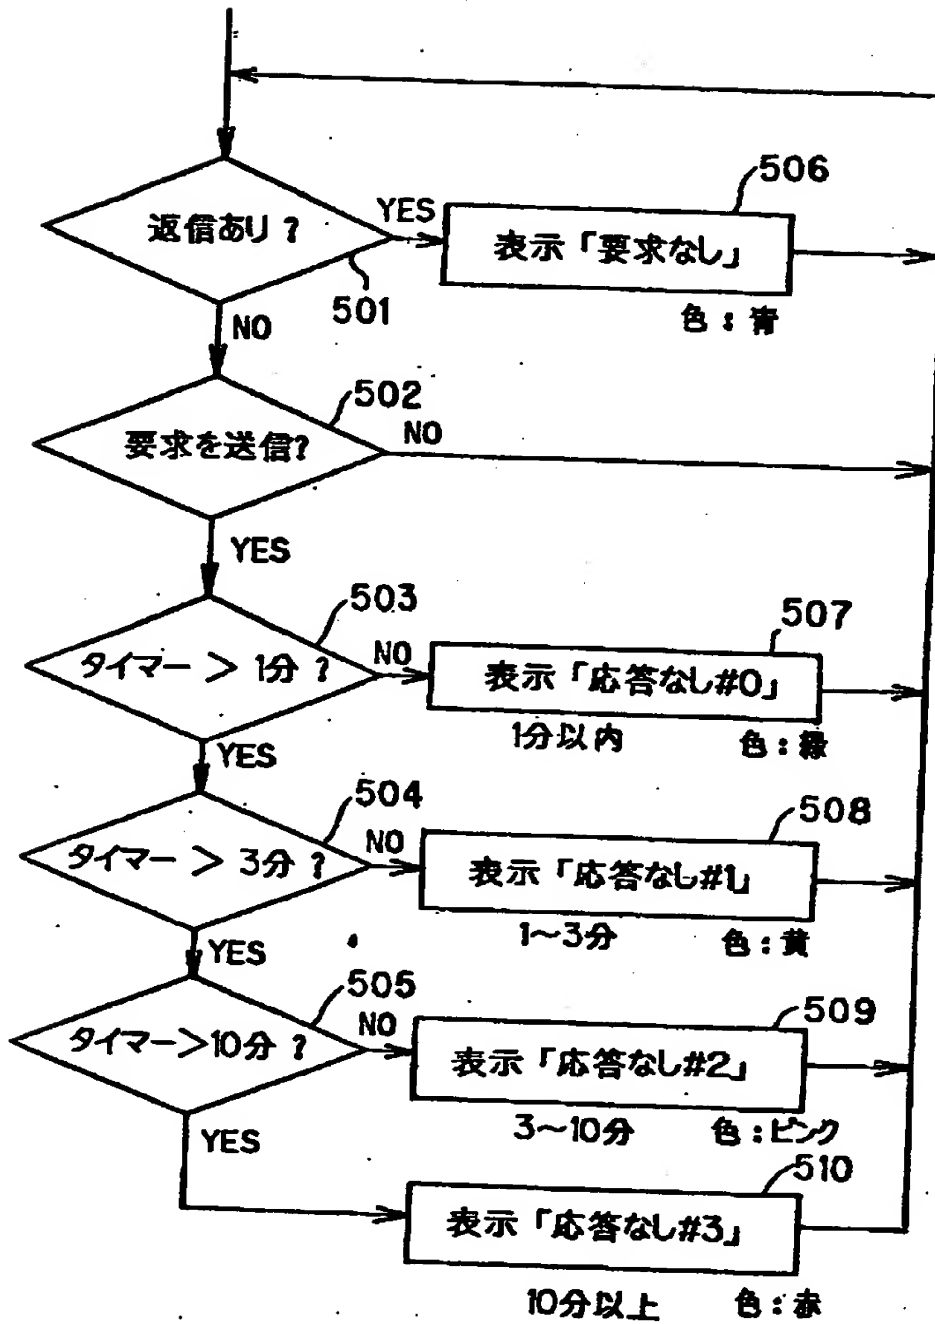 506
返信あり?
YES
表示「要求なし」
501
色:青
NO
502
要求を送信?
NO
YES
503
507
タイマー > 1分 ?
NO
表示「応答なし#0」
1分以内
色:緑
YES
504
508
タイマー > 3分 ?
NO
表示「応答なし#1」
1~3分
色:黄
YES
505
509
タイマー>10分 ?
NO
表示「応答なし#2」
3~10分
色:ピンク
YES
510
表示「応答なし#3」
10分以上
色:赤